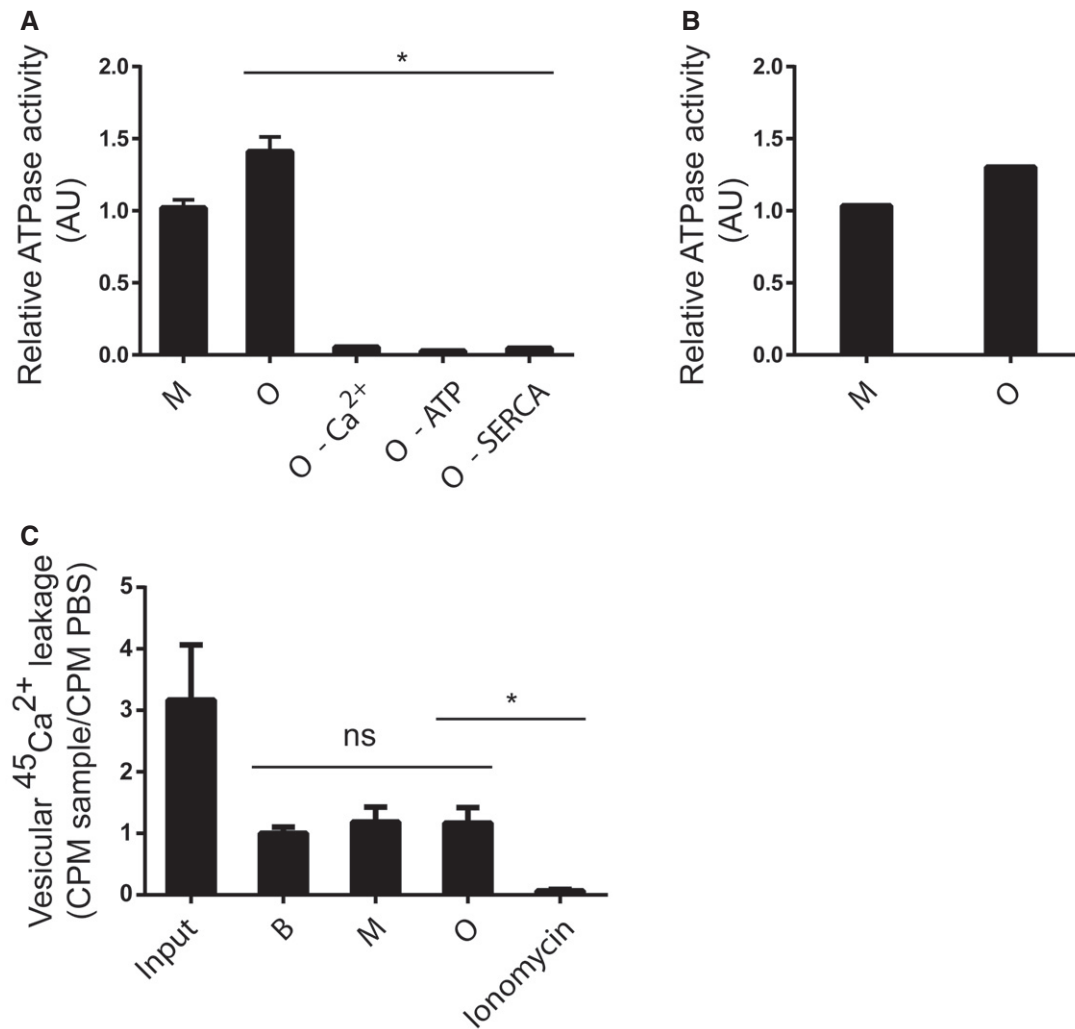 A
Relative ATPase activity
(AU)
2.0
1.5
1.0
0.5
0.0
*
M
O
O - Ca²⁺
O - ATP
O - SERCA
B
Relative ATPase activity
(AU)
2.0
1.5
1.0
0.5
0.0
M
O
C
Vesicular ⁴⁵Ca²⁺ leakage
(CPM sample/CPM PBS)
5
4
3
2
1
0
ns
*
Input
B
M
O
Ionomycin